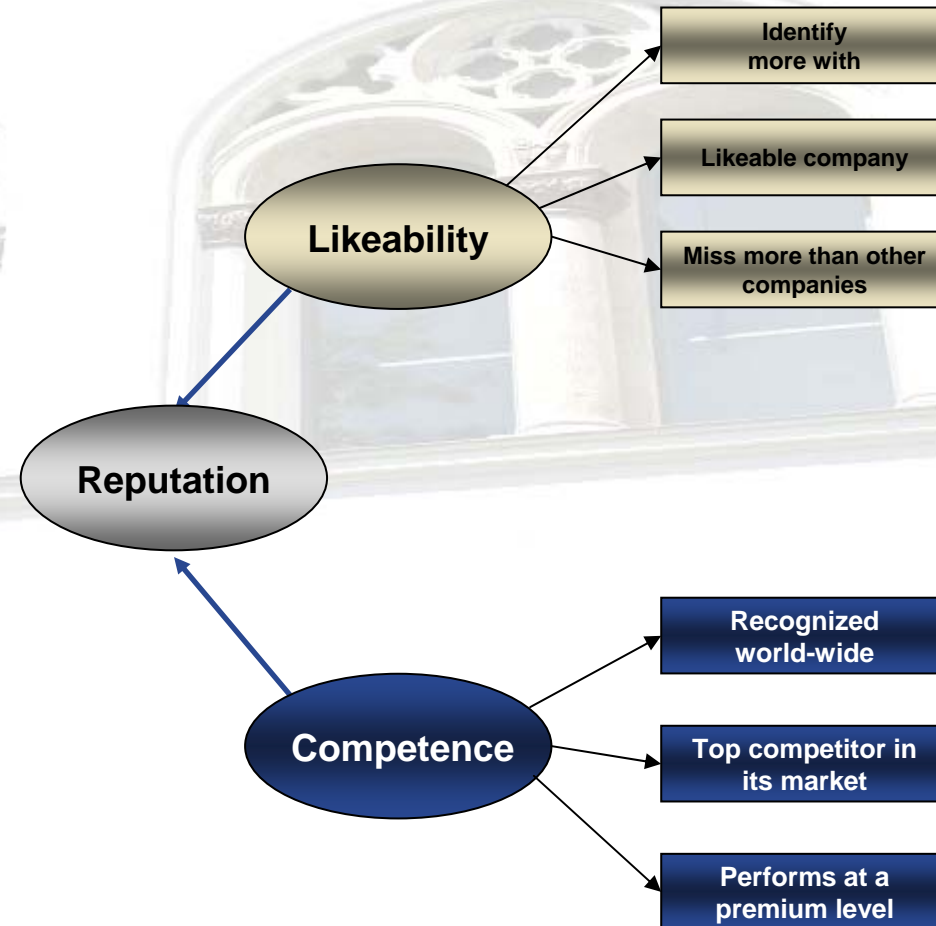 Identify
more with
Likeable company
Likeability
Miss more than other
companies
Reputation
Recognized
world-wide
Competence
Top competitor in
its market
Performs at a
premium level